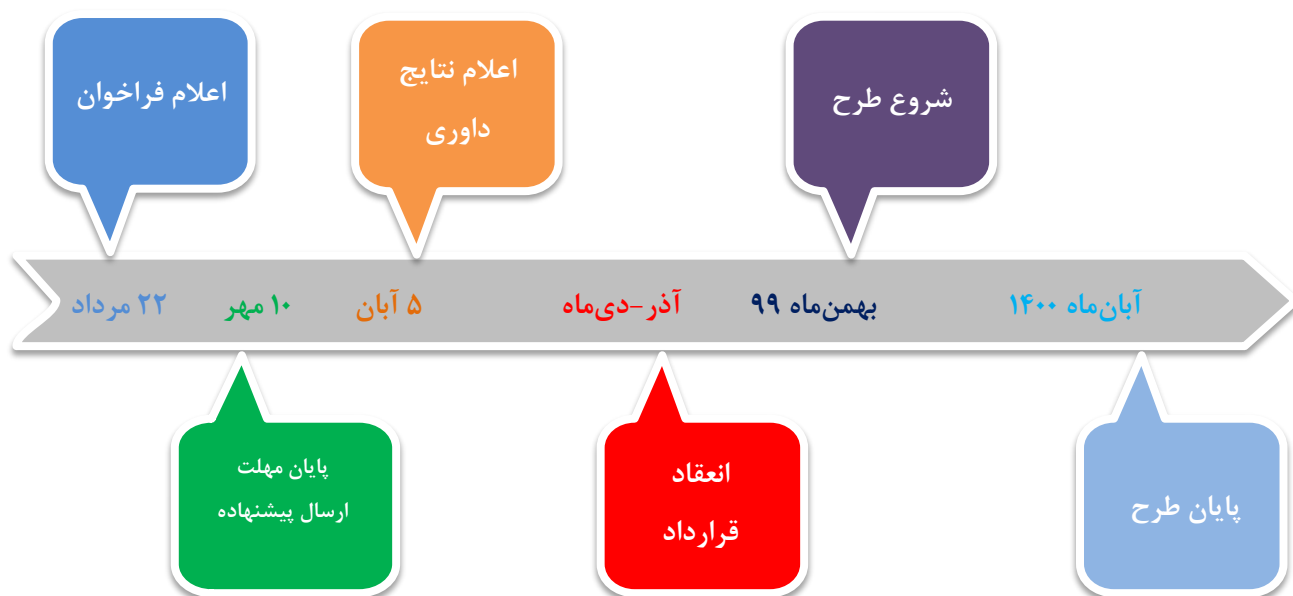 اعلام فراخوان
اعلام نتایج
داوری
شروع طرح
۲۲ مرداد
۱۰ مهر
۵ آبان
آذر-دی‌ماه
بهمن‌ماه ۹۹
آبان‌ماه ۱۴۰۰
پایان مهلت
ارسال پیشنهاده
انعقاد
قرارداد
پایان طرح